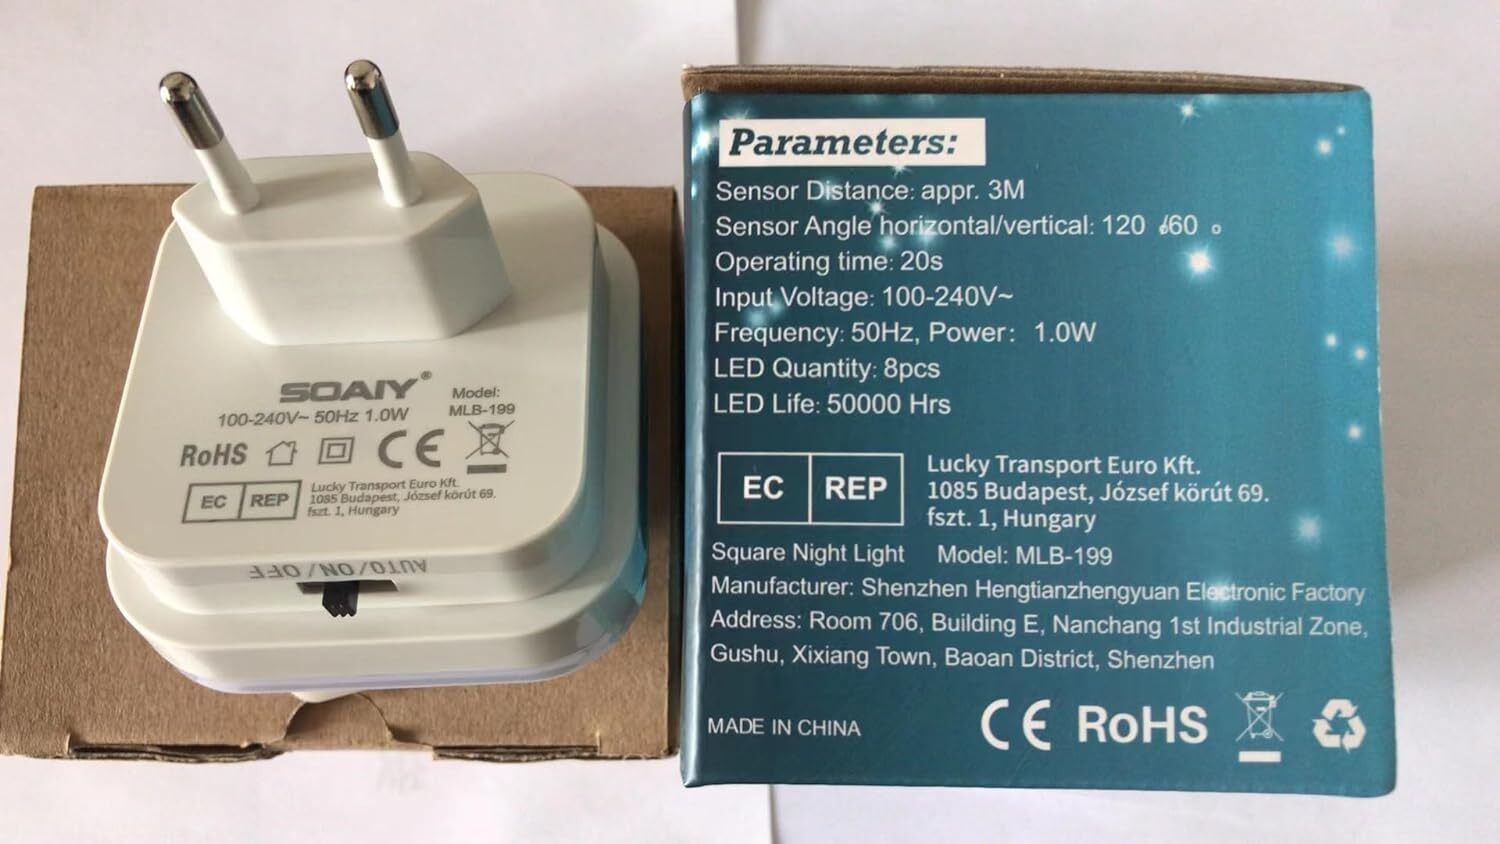 SOAIY®
Model:
MLB-199
100-240V~ 50Hz 1.0W
RoHS CE
EC REP
Lucky Transport Euro Kft.
1085 Budapest, József körút 69.
fszt. 1, Hungary
AUTO/ON/OFF
Parameters:
Sensor Distance: appr. 3M
Sensor Angle horizontal/vertical: 120 °/60 °
Operating time: 20s
Input Voltage: 100-240V~
Frequency: 50Hz, Power: 1.0W
LED Quantity: 8pcs
LED Life: 50000 Hrs
EC REP
Lucky Transport Euro Kft.
1085 Budapest, József körút 69.
fszt. 1, Hungary
Square Night Light Model: MLB-199
Manufacturer: Shenzhen Hengtianzhengyuan Electronic Factory
Address: Room 706, Building E, Nanchang 1st Industrial Zone,
Gushu, Xixiang Town, Baoan District, Shenzhen
MADE IN CHINA
CE RoHS